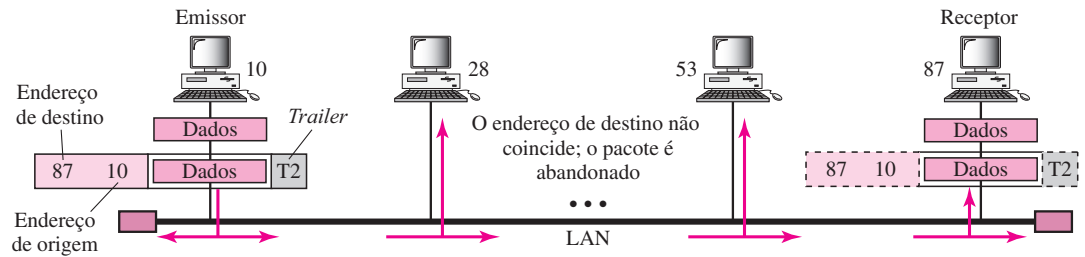 Emissor
Receptor
10
28
53
87
Endereço
de destino
Trailer
Dados
O endereço de destino não
coincide; o pacote é
abandonado
Dados
87 10 Dados T2
87 10 Dados T2
Endereço
de origem
LAN